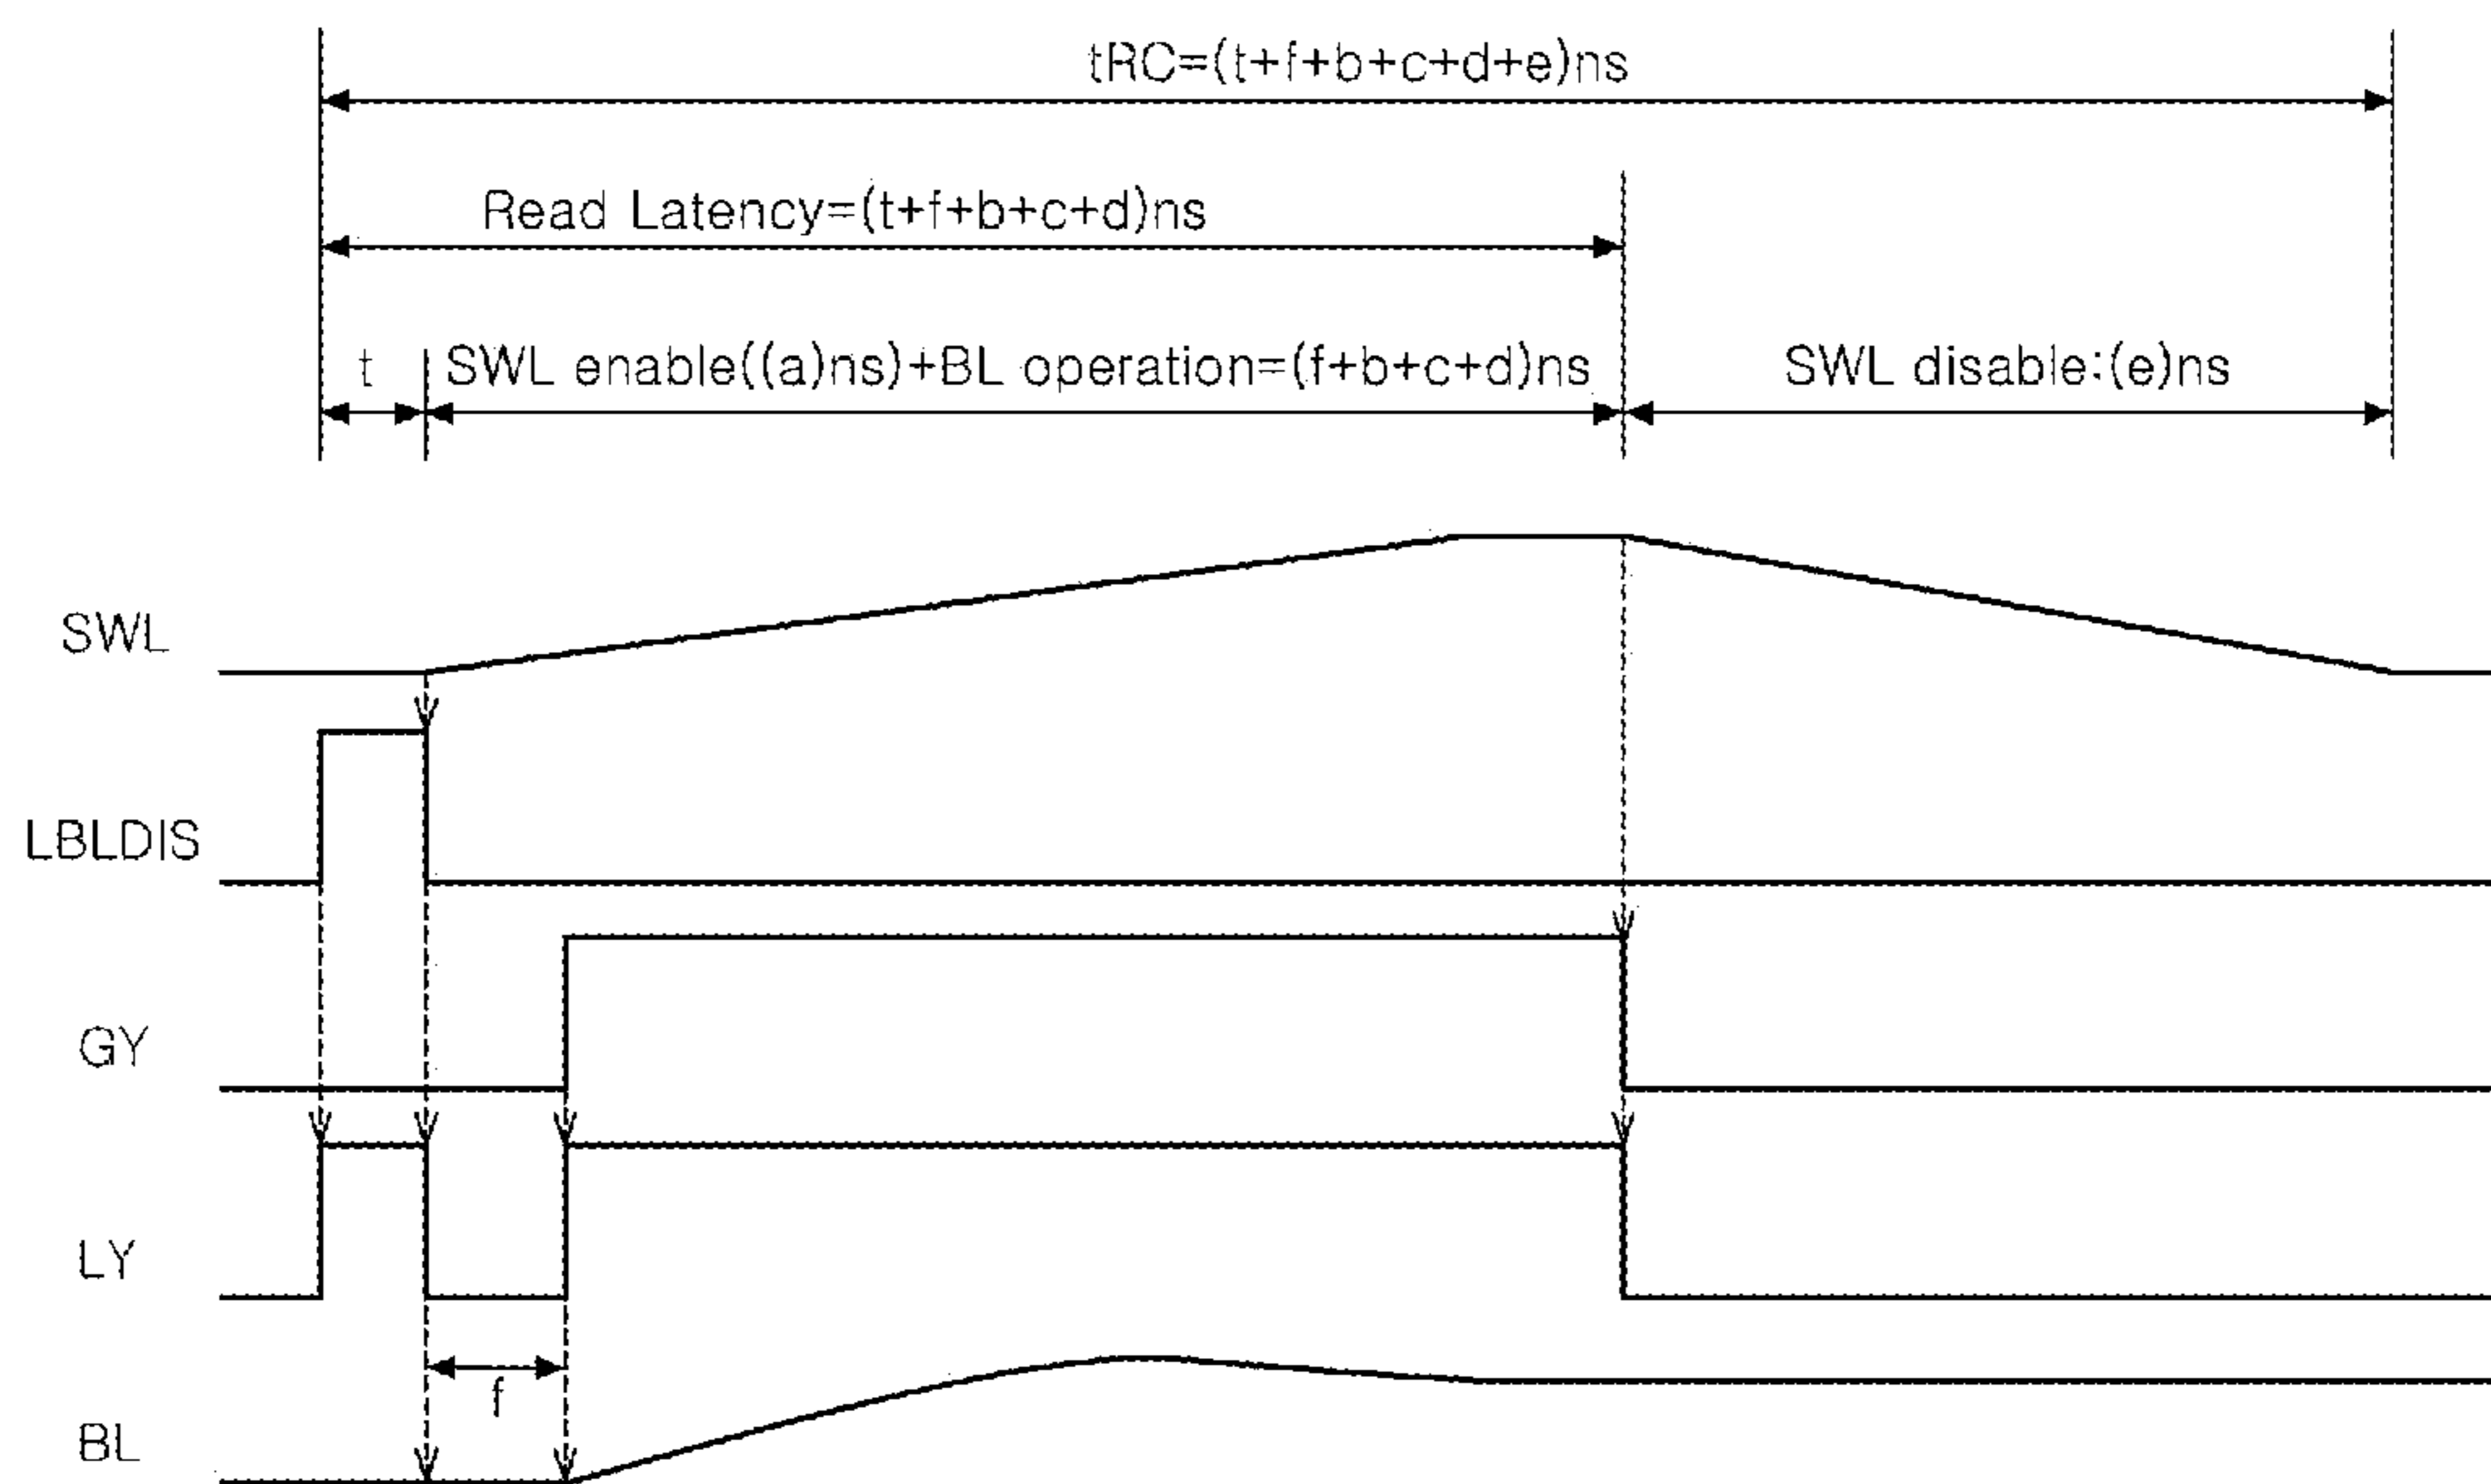 tRC=(t+f+b+c+d+e)ns
Read Latency=(t+f+b+c+d)ns
t
SWL enable((a)ns)+BL operation=(f+b+c+d)ns
SWL disable:(e)ns
SWL
LBLDIS
GY
LY
f
BL